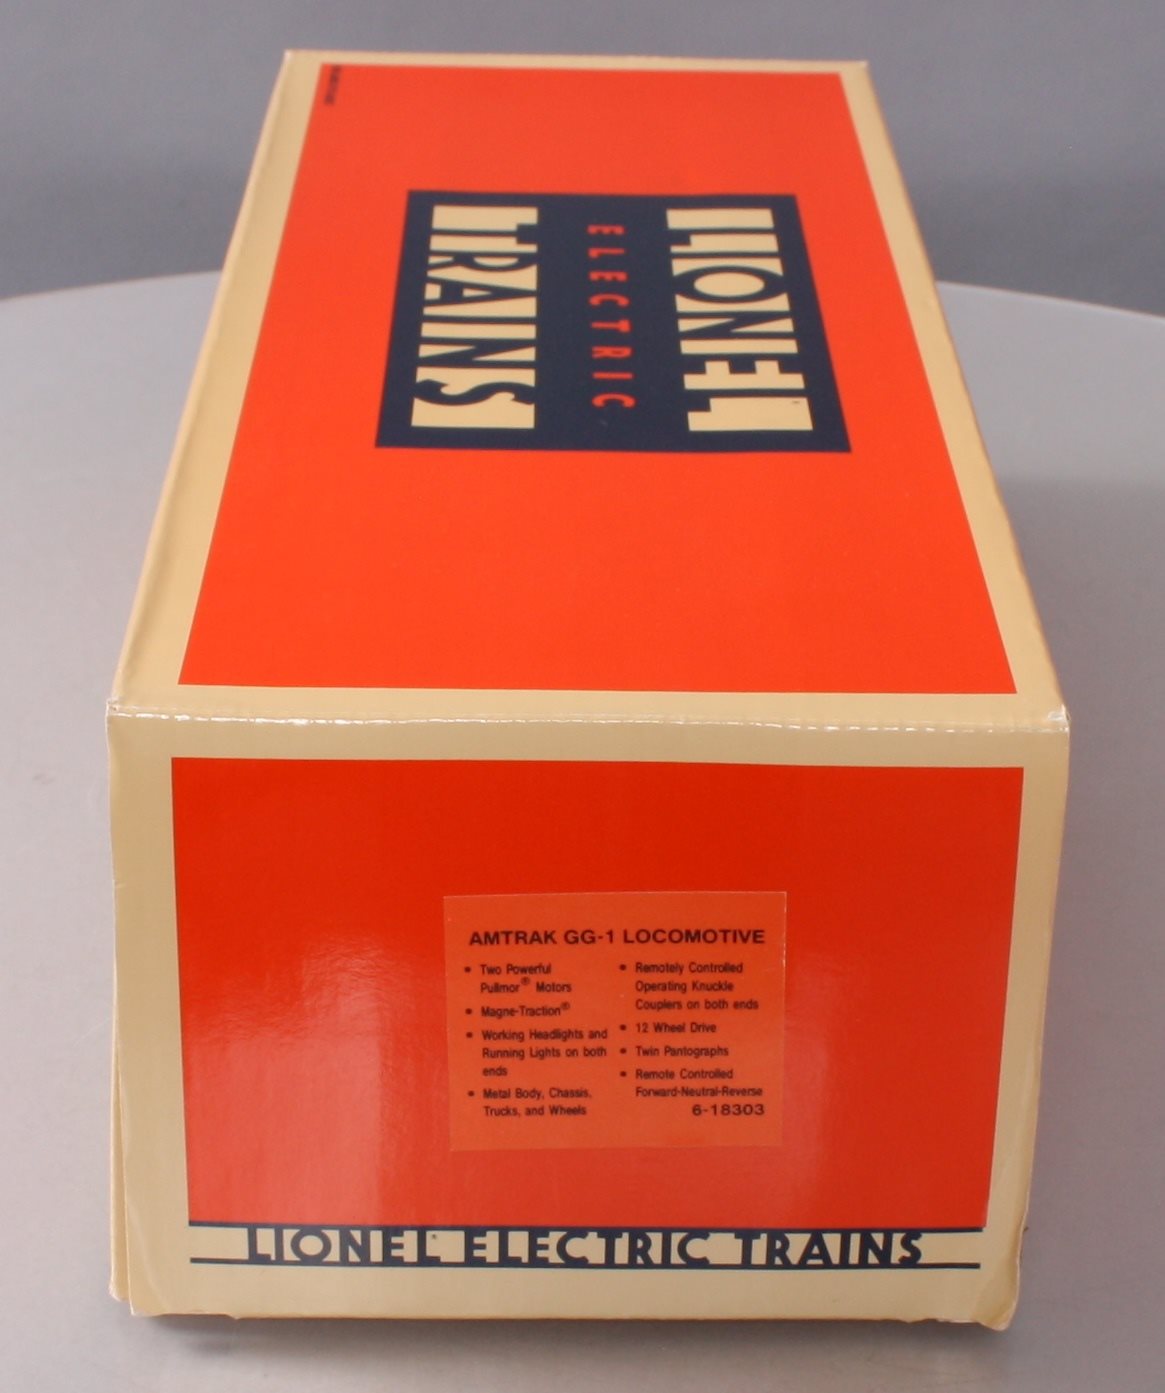 LIONEL
ELECTRIC
TRAINS
AMTRAK GG-1 LOCOMOTIVE
• Two Powerful
Pullmor® Motors
• Magne-Traction®
• Working Headlights and
Running Lights on both
ends
• Metal Body, Chassis,
Trucks, and Wheels
• Remotely Controlled
Operating Knuckle
Couplers on both ends
• 12 Wheel Drive
• Twin Pantographs
• Remote Controlled
Forward-Neutral-Reverse
6-18303
LIONEL® ELECTRIC TRAINS